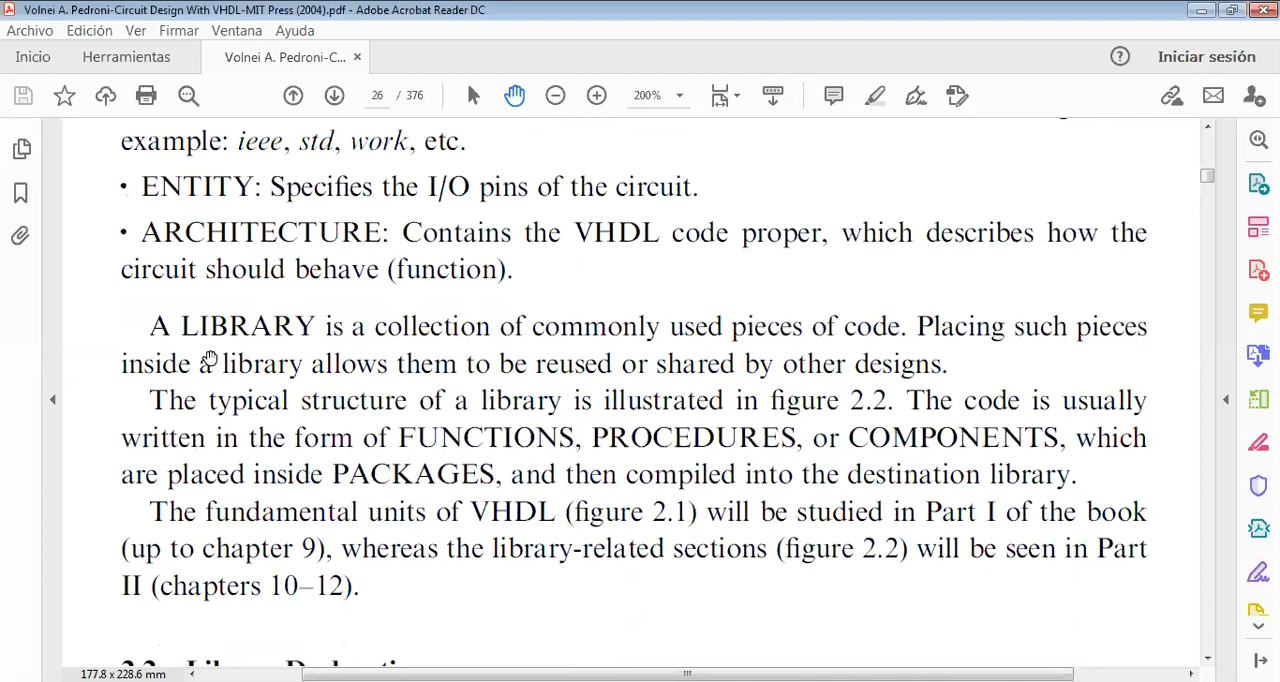 Volnei A. Pedroni-Circuit Design With VHDL-MIT Press (2004).pdf - Adobe Acrobat Reader DC
Archivo Edición Ver Firmar Ventana Ayuda
Inicio Herramientas Volnei A. Pedroni-C... × Iniciar sesión
26 / 376 200%
example: ieee, std, work, etc.
• ENTITY: Specifies the I/O pins of the circuit.
• ARCHITECTURE: Contains the VHDL code proper, which describes how the
circuit should behave (function).
A LIBRARY is a collection of commonly used pieces of code. Placing such pieces
inside a library allows them to be reused or shared by other designs.
The typical structure of a library is illustrated in figure 2.2. The code is usually
written in the form of FUNCTIONS, PROCEDURES, or COMPONENTS, which
are placed inside PACKAGES, and then compiled into the destination library.
The fundamental units of VHDL (figure 2.1) will be studied in Part I of the book
(up to chapter 9), whereas the library-related sections (figure 2.2) will be seen in Part
II (chapters 10–12).
177.8 x 228.6 mm